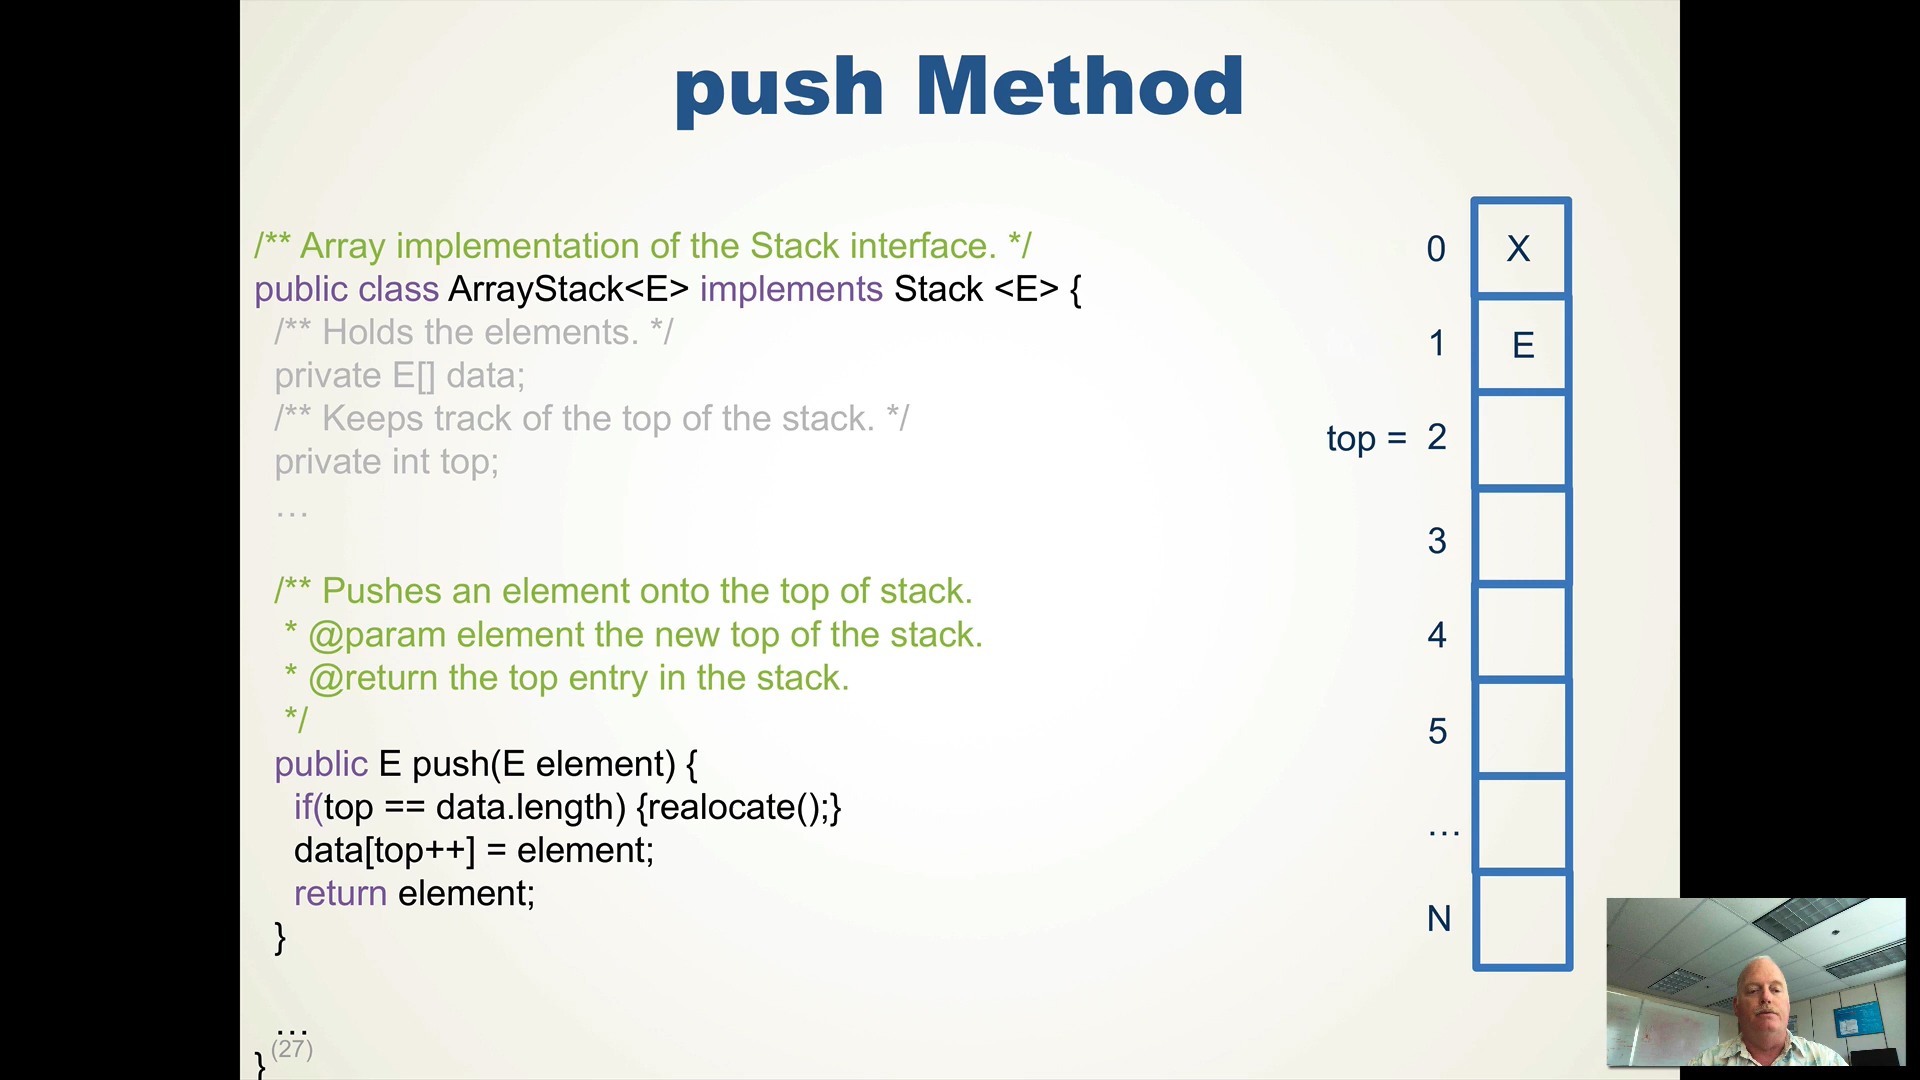 push Method
/** Array implementation of the Stack interface. */
public class ArrayStack<E> implements Stack <E> {
/** Holds the elements. */
private E[] data;
/** Keeps track of the top of the stack. */
private int top;
…
/** Pushes an element onto the top of stack.
* @param element the new top of the stack.
* @return the top entry in the stack.
*/
public E push(E element) {
if(top == data.length) {realocate();}
data[top++] = element;
return element;
}
…
(27)
}
0 X
1 E
top = 2
3
4
5
…
N